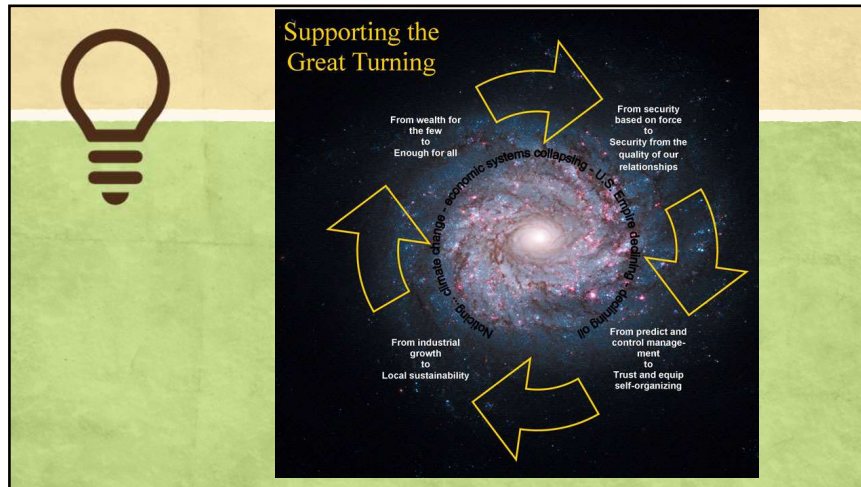 Supporting the
Great Turning
From wealth for
the few
to
Enough for all
From security
based on force
to
Security from the
quality of our
relationships
Noticing... climate change - economic systems collapsing - U.S. Empire declining - declining oil
From industrial
growth
to
Local sustainability
From predict and
control manage-
ment
to
Trust and equip
self-organizing